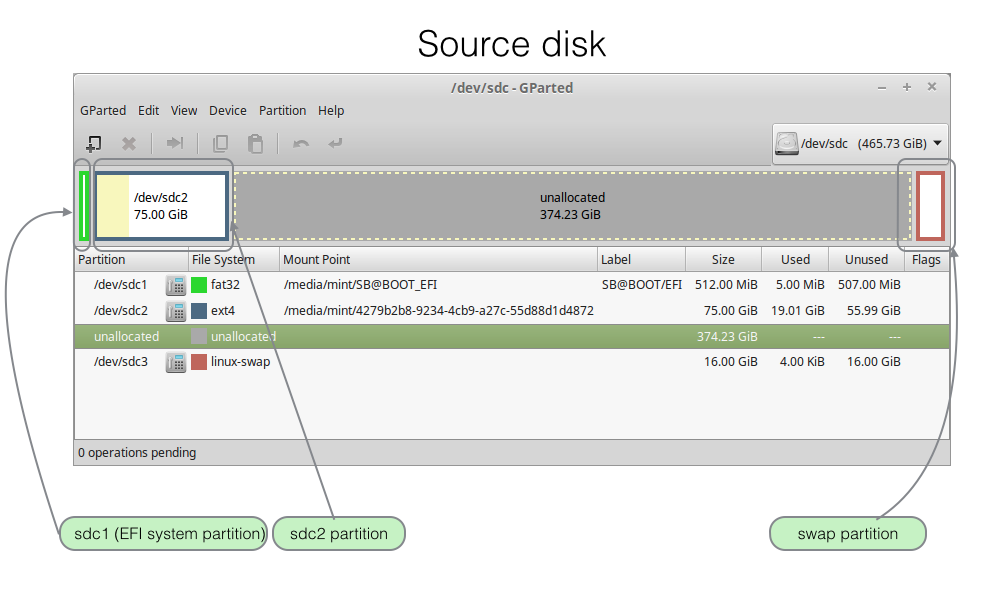 Source disk
/dev/sdc - GParted
GParted Edit View Device Partition Help
/dev/sdc (465.73 GiB)
/dev/sdc2
75.00 GiB
unallocated
374.23 GiB
Partition File System Mount Point Label Size Used Unused Flags
/dev/sdc1 fat32 /media/mint/SB@BOOT_EFI SB@BOOT/EFI 512.00 MiB 5.00 MiB 507.00 MiB
/dev/sdc2 ext4 /media/mint/4279b2b8-9234-4cb9-a27c-55d88d1d4872 75.00 GiB 19.01 GiB 55.99 GiB
unallocated unallocated 374.23 GiB --- ---
/dev/sdc3 linux-swap 16.00 GiB 4.00 KiB 16.00 GiB
0 operations pending
sdc1 (EFI system partition) sdc2 partition swap partition